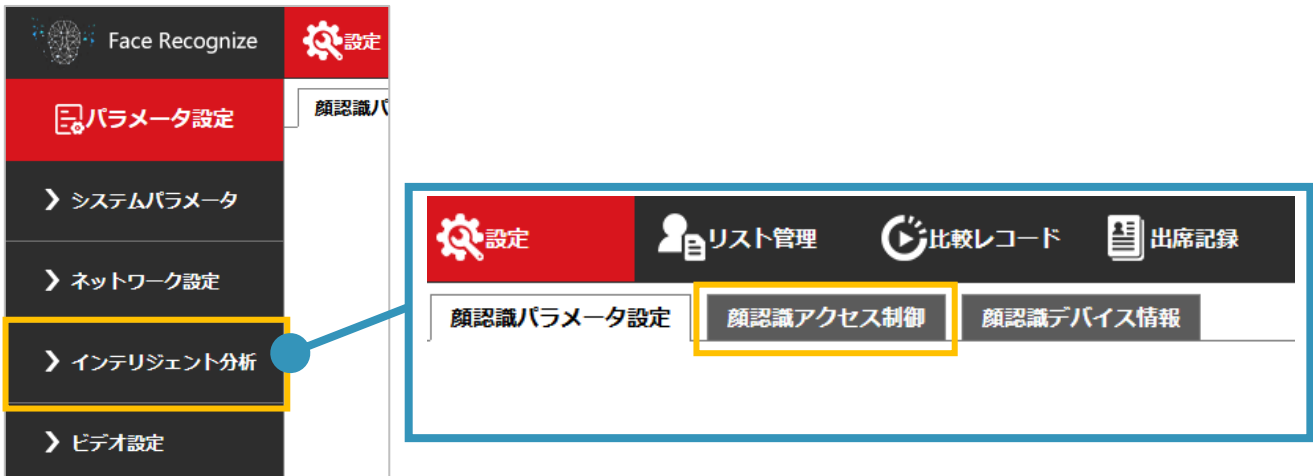 Face Recognize
設定
パラメータ設定
顔認識パ
システムパラメータ
ネットワーク設定
インテリジェント分析
ビデオ設定
設定
リスト管理
比較レコード
出席記録
顔認識パラメータ設定
顔認識アクセス制御
顔認識デバイス情報